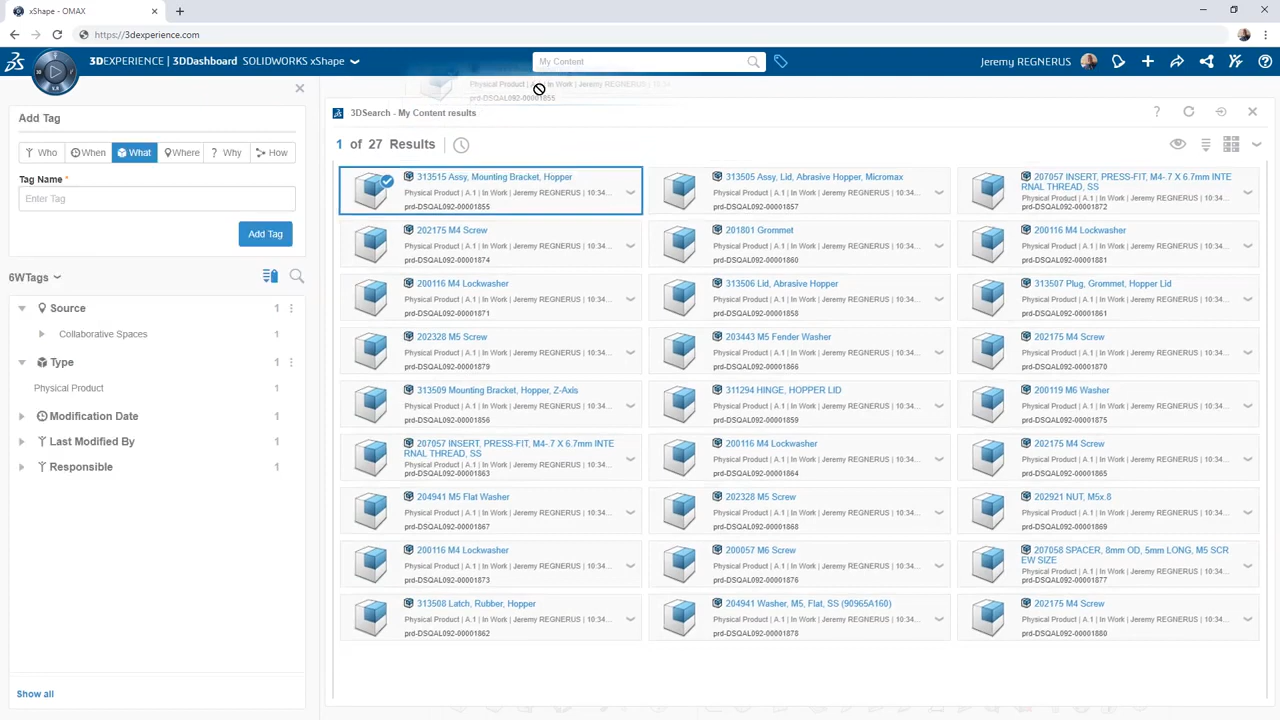 xShape - OMAX
https://3dexperience.com
3DEXPERIENCE | 3DDashboard SOLIDWORKS xShape
My Content
Jeremy REGNERUS
Physical Product | A.1 | In Work | Jeremy REGNERUS | 10:34...
prd-DSQAL092-00001855
Add Tag
Who
When
What
Where
Why
How
Tag Name *
Enter Tag
Add Tag
6WTags
Source 1
Collaborative Spaces 1
Type 1
Physical Product 1
Modification Date 1
Last Modified By 1
Responsible 1
Show all
3DSearch - My Content results
1 of 27 Results
313515 Assy, Mounting Bracket, Hopper
Physical Product | A.1 | In Work | Jeremy REGNERUS | 10:34...
prd-DSQAL092-00001855
313505 Assy, Lid, Abrasive Hopper, Micromax
Physical Product | A.1 | In Work | Jeremy REGNERUS | 10:34...
prd-DSQAL092-00001857
207057 INSERT, PRESS-FIT, M4-.7 X 6.7mm INTE
RNAL THREAD, SS
Physical Product | A.1 | In Work | Jeremy REGNERUS | 10:34...
prd-DSQAL092-00001872
202175 M4 Screw
Physical Product | A.1 | In Work | Jeremy REGNERUS | 10:34...
prd-DSQAL092-00001874
201801 Grommet
Physical Product | A.1 | In Work | Jeremy REGNERUS | 10:34...
prd-DSQAL092-00001860
200116 M4 Lockwasher
Physical Product | A.1 | In Work | Jeremy REGNERUS | 10:34...
prd-DSQAL092-00001881
200116 M4 Lockwasher
Physical Product | A.1 | In Work | Jeremy REGNERUS | 10:34...
prd-DSQAL092-00001871
313506 Lid, Abrasive Hopper
Physical Product | A.1 | In Work | Jeremy REGNERUS | 10:34...
prd-DSQAL092-00001858
313507 Plug, Grommet, Hopper Lid
Physical Product | A.1 | In Work | Jeremy REGNERUS | 10:34...
prd-DSQAL092-00001861
202328 M5 Screw
Physical Product | A.1 | In Work | Jeremy REGNERUS | 10:34...
prd-DSQAL092-00001879
203443 M5 Fender Washer
Physical Product | A.1 | In Work | Jeremy REGNERUS | 10:34...
prd-DSQAL092-00001866
202175 M4 Screw
Physical Product | A.1 | In Work | Jeremy REGNERUS | 10:34...
prd-DSQAL092-00001870
313509 Mounting Bracket, Hopper, Z-Axis
Physical Product | A.1 | In Work | Jeremy REGNERUS | 10:34...
prd-DSQAL092-00001856
311294 HINGE, HOPPER LID
Physical Product | A.1 | In Work | Jeremy REGNERUS | 10:34...
prd-DSQAL092-00001859
200119 M6 Washer
Physical Product | A.1 | In Work | Jeremy REGNERUS | 10:34...
prd-DSQAL092-00001875
207057 INSERT, PRESS-FIT, M4-.7 X 6.7mm INTE
RNAL THREAD, SS
Physical Product | A.1 | In Work | Jeremy REGNERUS | 10:34...
prd-DSQAL092-00001863
200116 M4 Lockwasher
Physical Product | A.1 | In Work | Jeremy REGNERUS | 10:34...
prd-DSQAL092-00001864
202175 M4 Screw
Physical Product | A.1 | In Work | Jeremy REGNERUS | 10:34...
prd-DSQAL092-00001865
204941 M5 Flat Washer
Physical Product | A.1 | In Work | Jeremy REGNERUS | 10:34...
prd-DSQAL092-00001867
202328 M5 Screw
Physical Product | A.1 | In Work | Jeremy REGNERUS | 10:34...
prd-DSQAL092-00001868
202921 NUT, M5x.8
Physical Product | A.1 | In Work | Jeremy REGNERUS | 10:34...
prd-DSQAL092-00001869
200116 M4 Lockwasher
Physical Product | A.1 | In Work | Jeremy REGNERUS | 10:34...
prd-DSQAL092-00001873
200057 M6 Screw
Physical Product | A.1 | In Work | Jeremy REGNERUS | 10:34...
prd-DSQAL092-00001876
207058 SPACER, 8mm OD, 5mm LONG, M5 SCR
EW SIZE
Physical Product | A.1 | In Work | Jeremy REGNERUS | 10:34...
prd-DSQAL092-00001877
313508 Latch, Rubber, Hopper
Physical Product | A.1 | In Work | Jeremy REGNERUS | 10:34...
prd-DSQAL092-00001862
204941 Washer, M5, Flat, SS (90965A160)
Physical Product | A.1 | In Work | Jeremy REGNERUS | 10:34...
prd-DSQAL092-00001878
202175 M4 Screw
Physical Product | A.1 | In Work | Jeremy REGNERUS | 10:34...
prd-DSQAL092-00001880